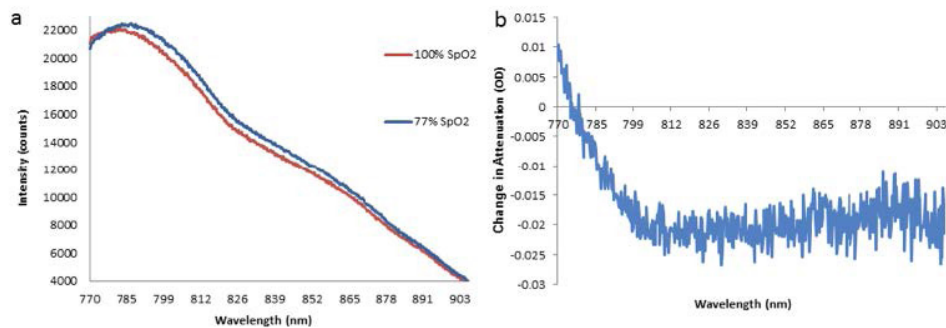 a
Intensity (counts)
22000
20000
18000
16000
14000
12000
10000
8000
6000
4000
100% SpO2
77% SpO2
770 785 799 812 826 839 852 865 878 891 903
Wavelength (nm)
b
Change in Attenuation (OD)
0.015
0.01
0.005
0
-0.005
-0.01
-0.015
-0.02
-0.025
-0.03
770 785 799 812 826 839 852 865 878 891 903
Wavelength (nm)